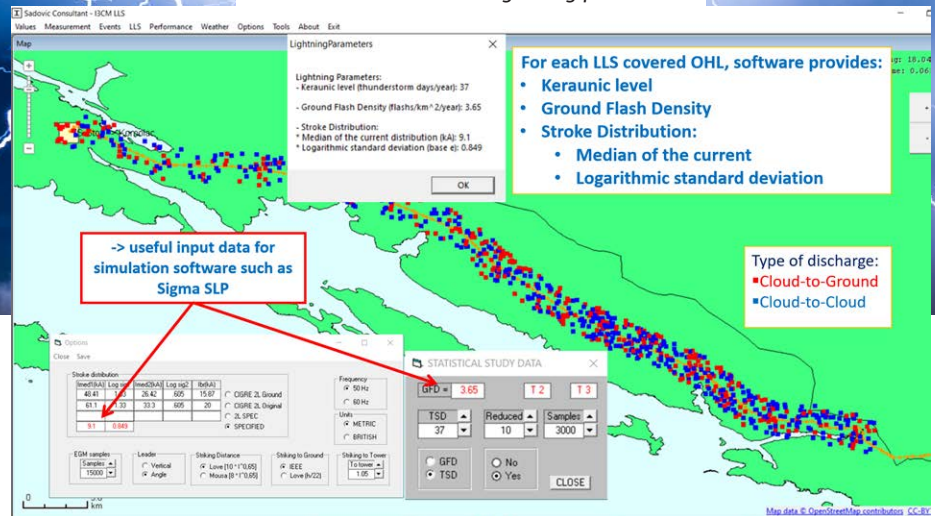 Sadovic Consultant - I3CM LLS
Values Measurement Events LLS Performance Weather Options Tools About Exit
Map
LightningParameters
Lightning Parameters:
- Keraunic level (thunderstorm days/year): 37
- Ground Flash Density (flashs/km^2/year): 3.65
- Stroke Distribution:
* Median of the current distribution (kA): 9.1
* Logarithmic standard deviation (base e): 0.849
OK
For each LLS covered OHL, software provides:
• Keraunic level
• Ground Flash Density
• Stroke Distribution:
• Median of the current
• Logarithmic standard deviation
-> useful input data for
simulation software such as
Sigma SLP
Type of discharge:
Cloud-to-Ground
Cloud-to-Cloud
Options
Close Save
Stroke distribution
Imed1(kA) Log sig Imed2(kA) Log sig2 Ibr(kA)
48.41 26.42 .605 15.87 CIGRE 2L Ground
61.1 1.33 33.3 .605 20 CIGRE 2L Original
2L SPEC
9.1 0.849 SPECIFIED
Frequency
50 Hz
60 Hz
Units
METRIC
BRITISH
EGM samples
Samples
15000
Leader
Vertical
Angle
Striking Distance
Love [10 * I^0,65]
Mousa [8 * I^0,65]
Striking to Ground
IEEE
Love (h/22)
Striking to Tower
To tower
1.05
STATISTICAL STUDY DATA
GFD = 3.65 T 2 T 3
TSD Reduced Samples
37 10 3000
GFD
TSD
No
Yes
CLOSE
0
km
Map data © OpenStreetMap contributors CC-BY